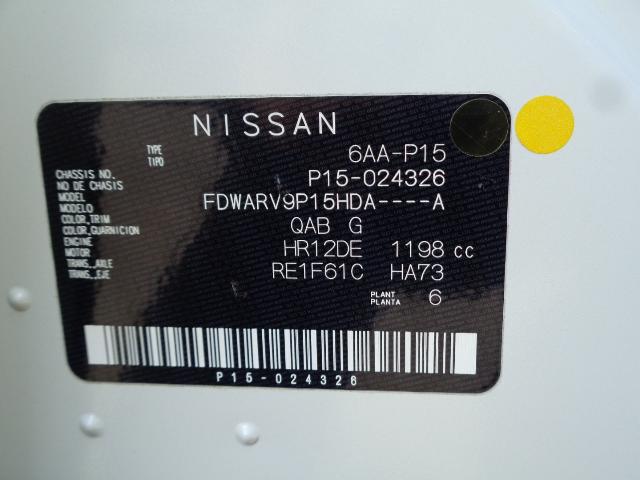 NISSAN
TYPE 6AA-P15
TIPO
CHASSIS NO. P15-024326
NO DE CHASSIS
MODEL FDWARV9P15HDA----A
MODELO
COLOR,TRIM QAB G
COLOR,GUARNICION
ENGINE HR12DE 1198 cc
MOTOR
TRANS.,AXLE RE1F61C HA73
TRANS.,EJE
PLANT 6
PLANTA
P15-024326